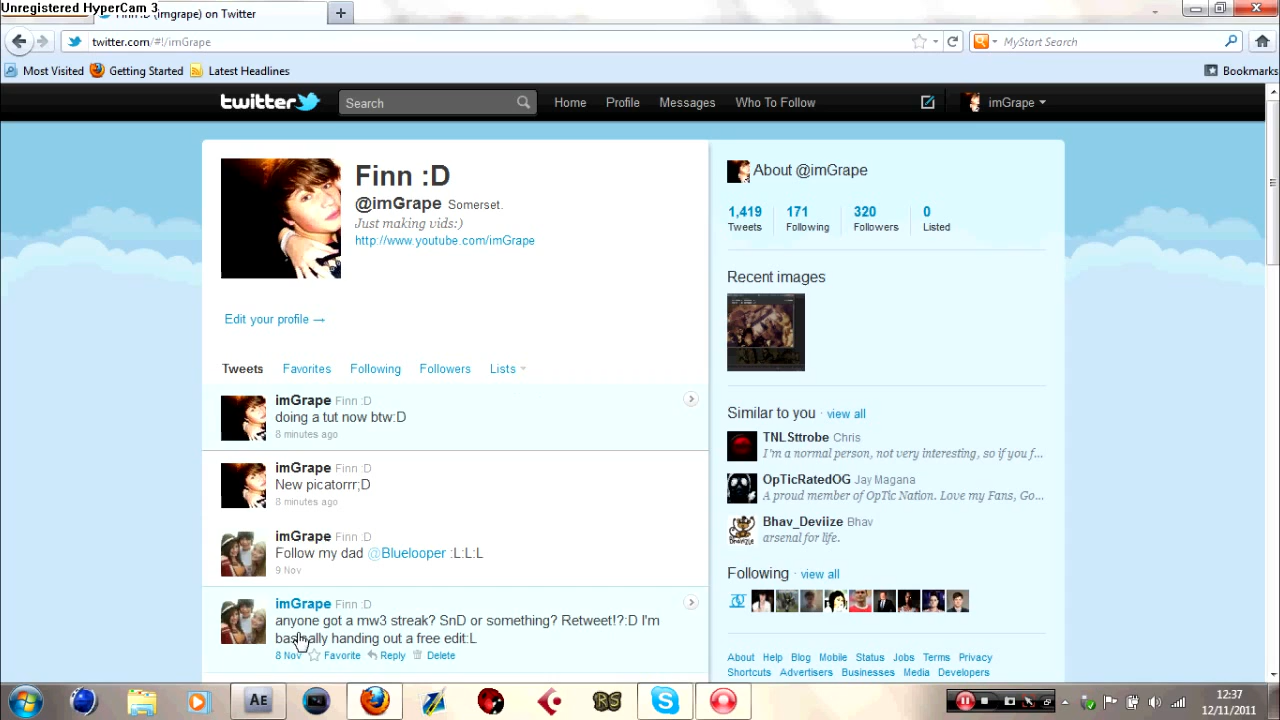 Unregistered HyperCam 3
Finn :D (imgrape) on Twitter
twitter.com/#!/imGrape
MyStart Search
Most Visited
Getting Started
Latest Headlines
Bookmarks
twitter
Search
Home
Profile
Messages
Who To Follow
imGrape
Finn :D
@imGrape Somerset.
Just making vids:)
http://www.youtube.com/imGrape
Edit your profile →
Tweets
Favorites
Following
Followers
Lists
imGrape Finn :D
doing a tut now btw:D
8 minutes ago
imGrape Finn :D
New picatorrr;D
8 minutes ago
imGrape Finn :D
Follow my dad @Bluelooper :L:L:L
9 Nov
imGrape Finn :D
anyone got a mw3 streak? SnD or something? Retweet!?:D I'm
basically handing out a free edit:L
8 Nov Favorite Reply Delete
About @imGrape
1,419 171 320 0
Tweets Following Followers Listed
Recent images
Similar to you · view all
TNLSttrobe Chris
I'm a normal person, not very interesting, so if you f...
OpTicRatedOG Jay Magana
A proud member of OpTic Nation. Love my Fans, Go...
Bhav_Deviize Bhav
arsenal for life.
Following · view all
About Help Blog Mobile Status Jobs Terms Privacy
Shortcuts Advertisers Businesses Media Developers
Ae
RS
12:37
12/11/2011